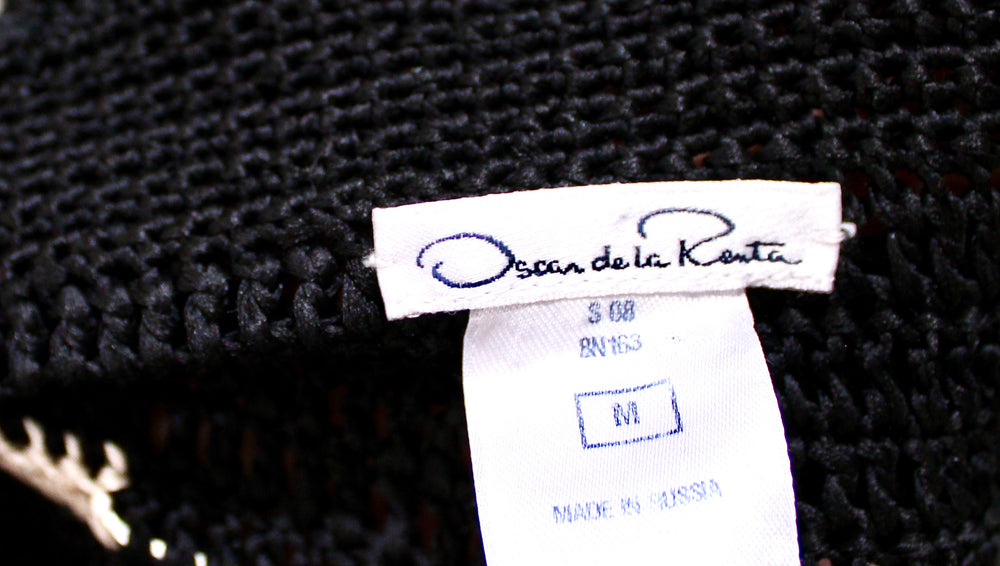 Oscar de la Renta
S 08
8N163
M
MADE IN RUSSIA